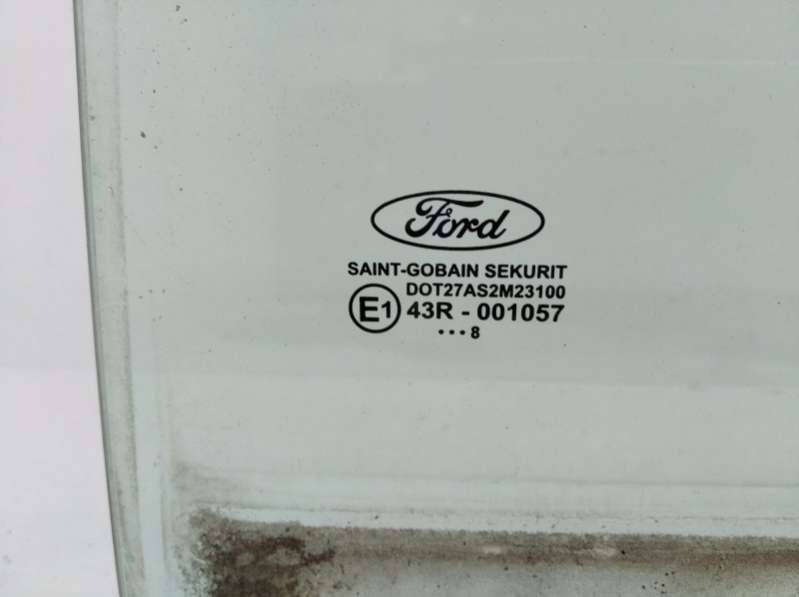 Ford
SAINT-GOBAIN SEKURIT
DOT27AS2M23100
E1 43R - 001057
•••8